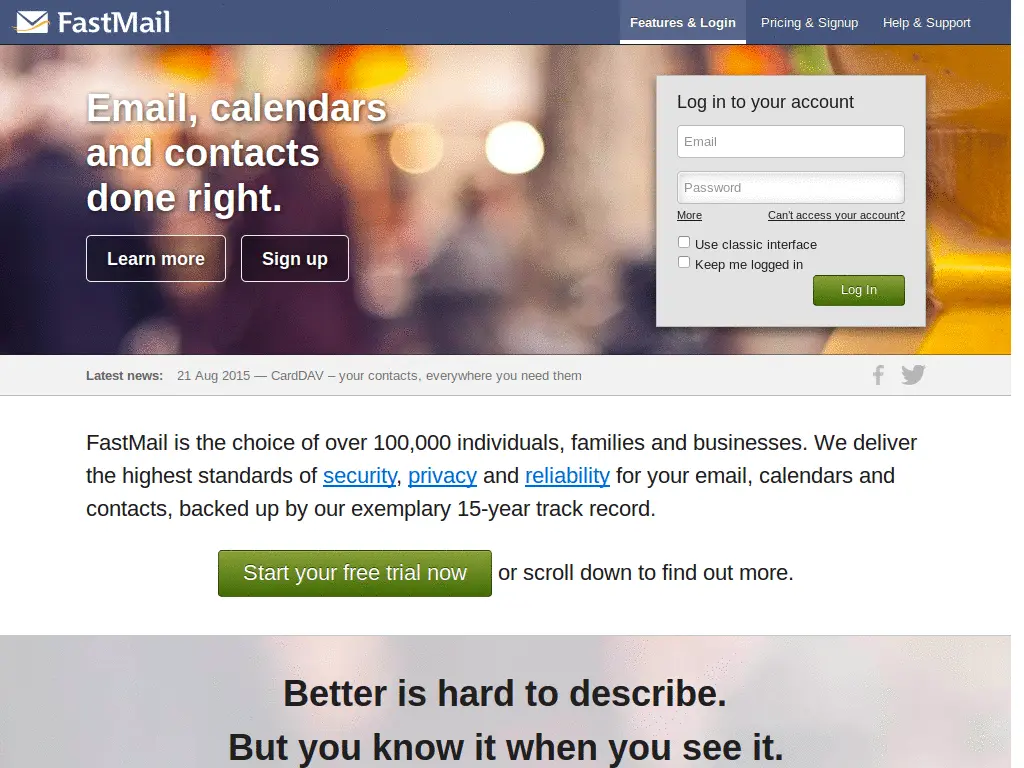 FastMail
Features & Login
Pricing & Signup
Help & Support
Email, calendars
and contacts
done right.
Learn more
Sign up
Log in to your account
Email
Password
More
Can't access your account?
Use classic interface
Keep me logged in
Log In
Latest news: 21 Aug 2015 — CardDAV – your contacts, everywhere you need them
FastMail is the choice of over 100,000 individuals, families and businesses. We deliver
the highest standards of security, privacy and reliability for your email, calendars and
contacts, backed up by our exemplary 15-year track record.
Start your free trial now or scroll down to find out more.
Better is hard to describe.
But you know it when you see it.